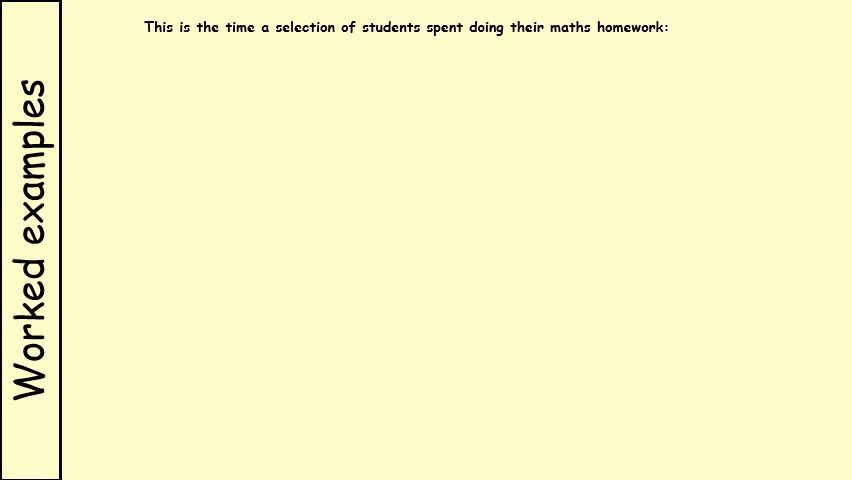 This is the time a selection of students spent doing their maths homework:
Worked examples